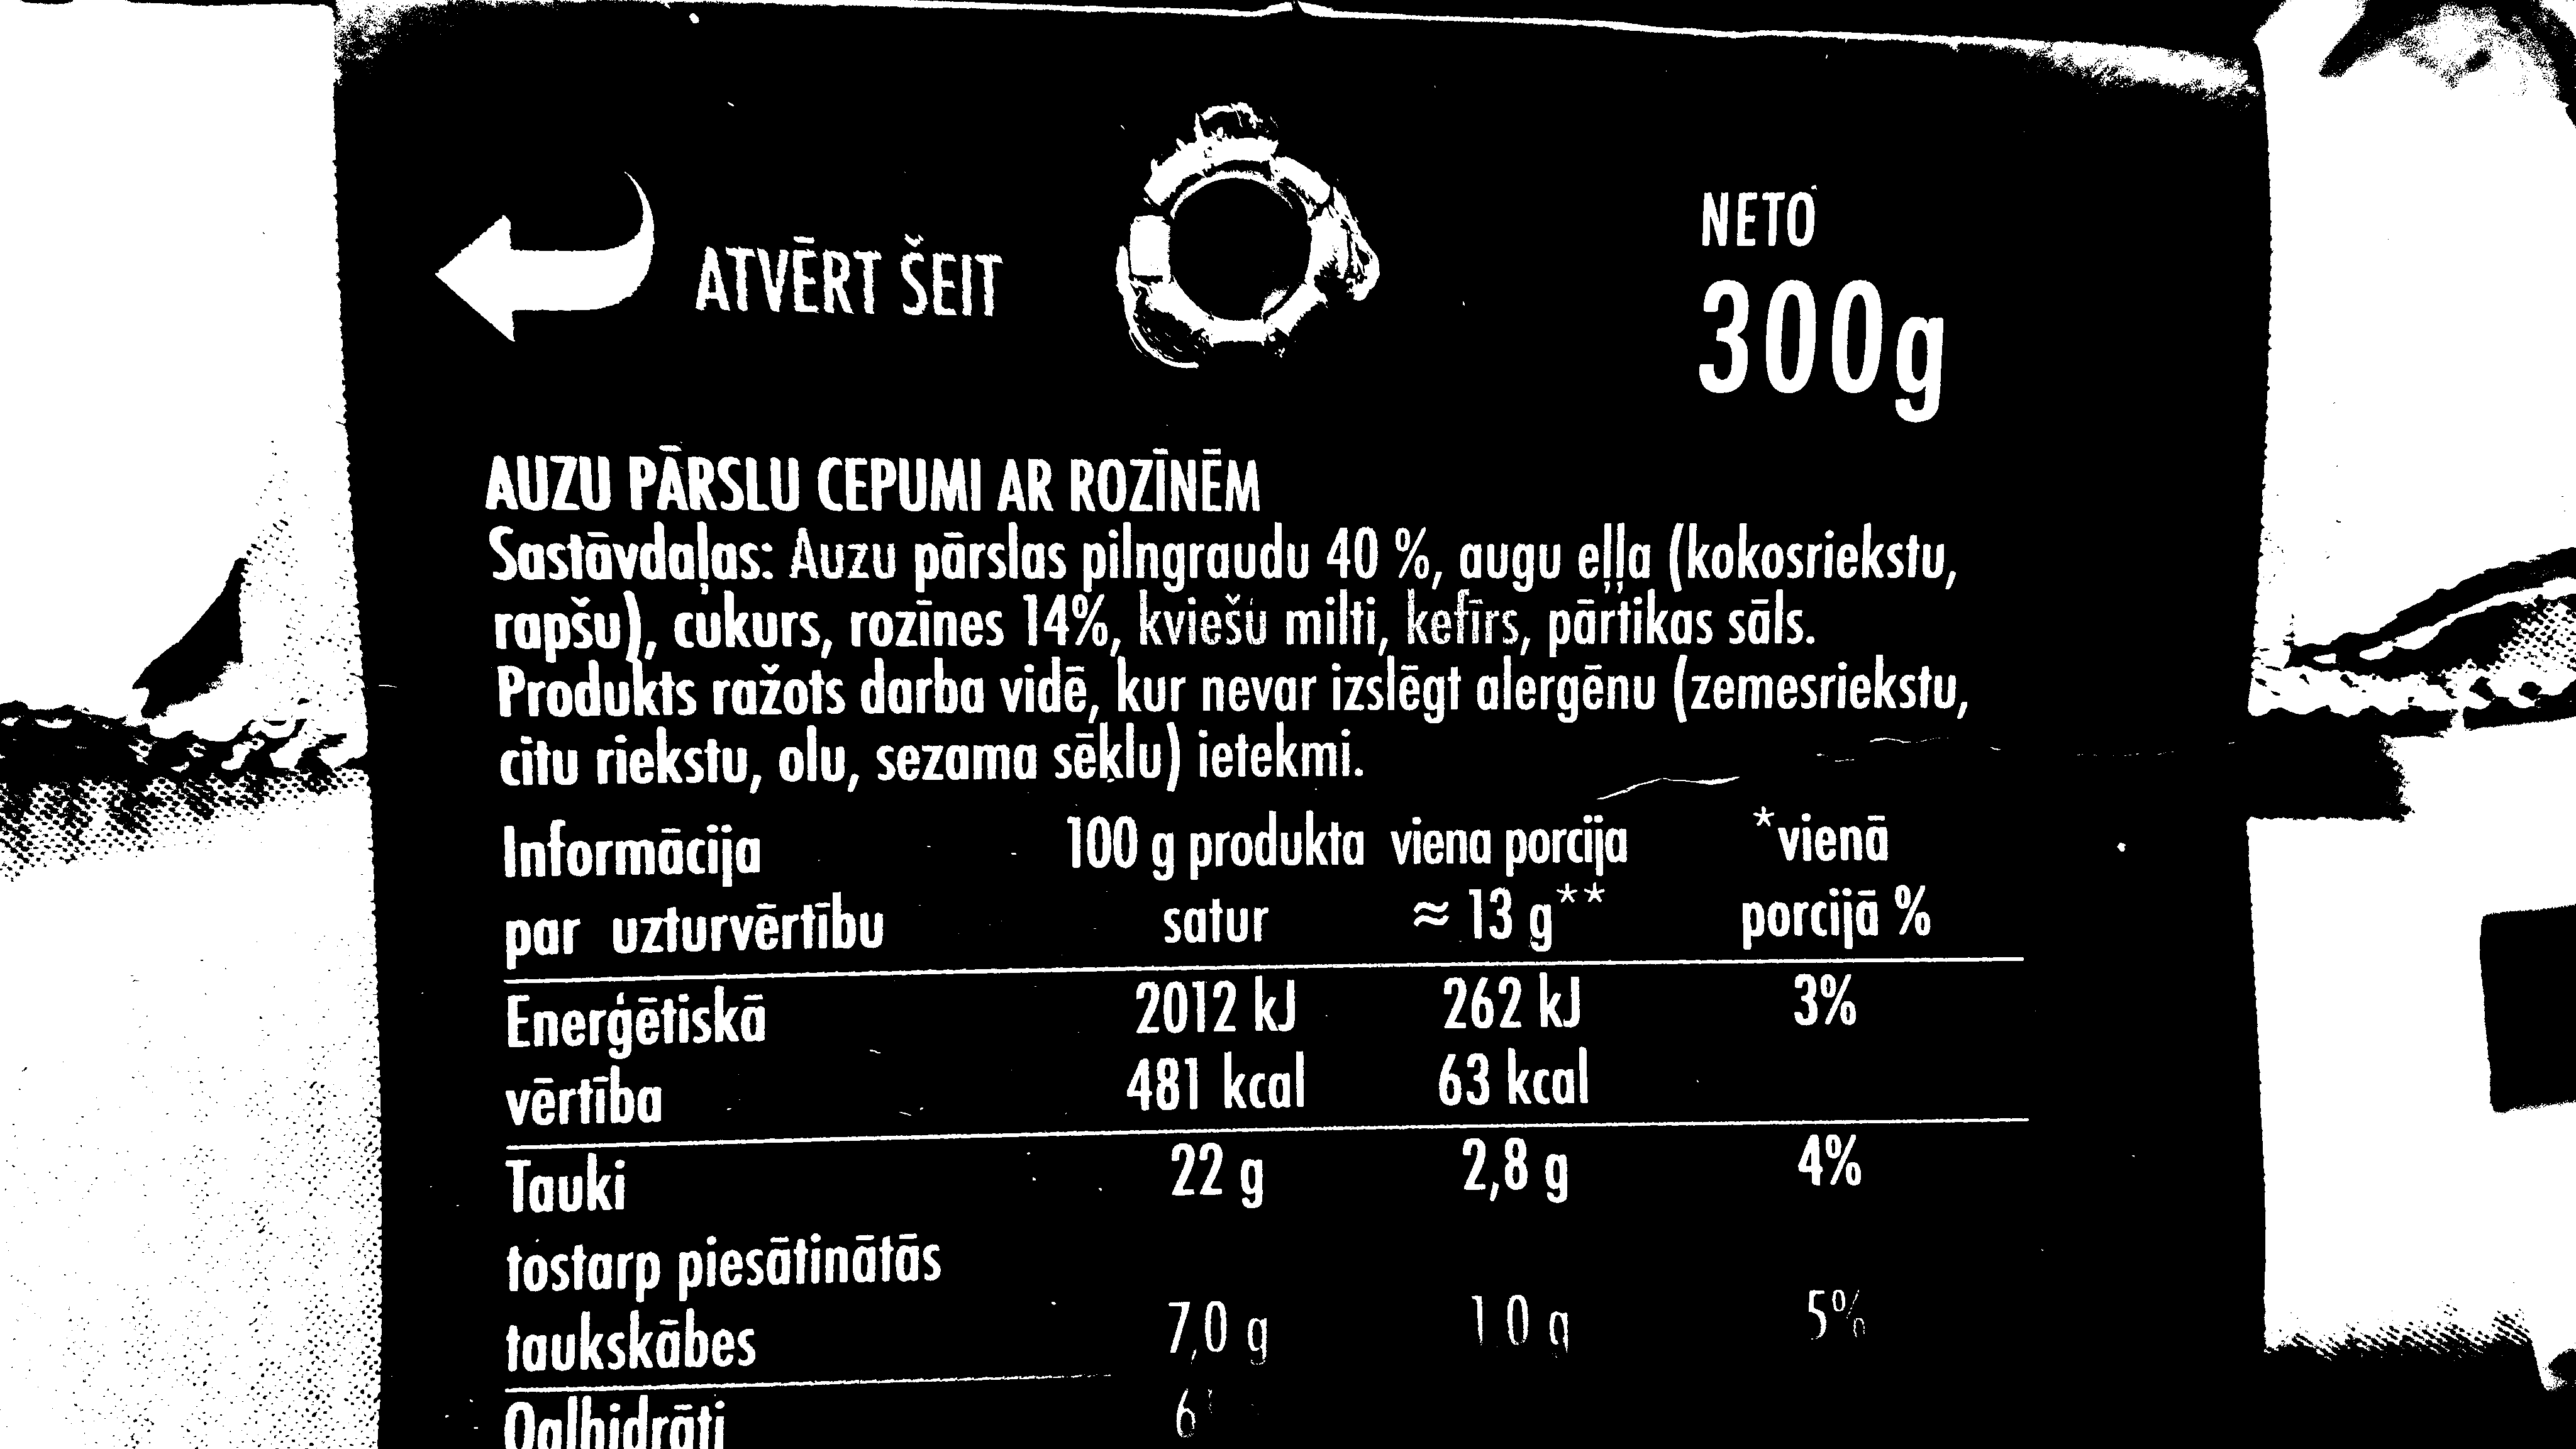 ATVĒRT ŠEIT
NETO
300g
AUZU PĀRSLU CEPUMI AR ROZĪNĒM
Sastāvdaļas: Auzu pārslas pilngraudu 40 %, augu eļļa (kokosriekstu,
rapšu), cukurs, rozīnes 14%, kviešu milti, kefīrs, pārtikas sāls.
Produkts ražots darba vidē, kur nevar izslēgt alergēnu (zemesriekstu,
citu riekstu, olu, sezama sēklu) ietekmi.
Informācija 100 g produkta viena porcija *vienā
par uzturvērtību satur ≈ 13 g** porcijā %
Enerģētiskā 2012 kJ 262 kJ 3%
vērtība 481 kcal 63 kcal
Tauki 22 g 2,8 g 4%
tostarp piesātinātās
taukskābes 7,0 g 1 0 g 5%
Ogļhidrāti